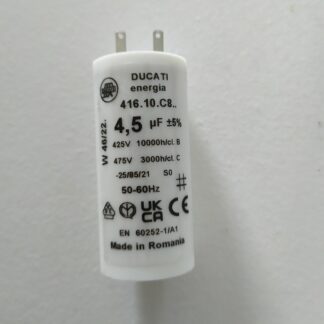 DUCATI
energia
416.10.C8..
4,5 µF ±5%
425V 10000h/cl. B
475V 3000h/cl. C
-25/85/21 S0
50-60Hz #
UK
CA CE
EN 60252-1/A1
Made in Romania
W 46/22.